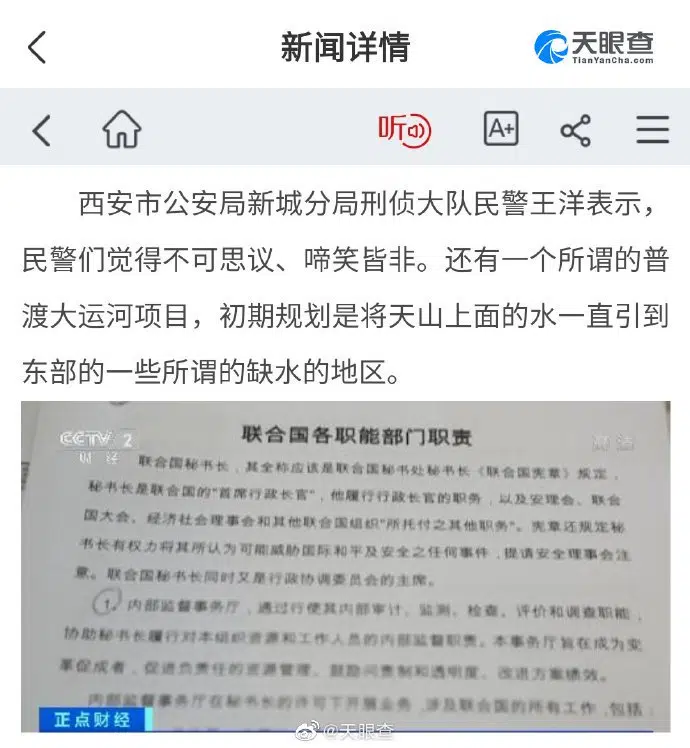 新闻详情
天眼查
TianYanCha.com
听
A+
西安市公安局新城分局刑侦大队民警王洋表示，
民警们觉得不可思议、啼笑皆非。还有一个所谓的普
渡大运河项目，初期规划是将天山上面的水一直引到
东部的一些所谓的缺水的地区。
CCTV 2
财经
高清
联合国各职能部门职责
联合国秘书长，其全称应该是联合国秘书处秘书长《联合国宪章》规定，
秘书长是联合国的“首席行政长官”，他履行行政长官的职务，以及安理会、联合
国大会、经济社会理事会和其他联合国组织“所托付之其他职务”。宪章还规定秘
书长有权力将其所认为可能威胁国际和平及安全之任何事件，提请安全理事会注
意。联合国秘书长同时又是行政协调委员会的主席。
1、内部监督事务厅，通过行使其内部审计、监测、检查、评价和调查职能，
协助秘书长履行对本组织资源和工作人员的内部监督职责。本事务厅旨在成为变
革促成者，促进负责任的资源管理、鼓励问责制和透明度、改进方案绩效。
内部监督事务厅在秘书长的许可下开展业务，涉及联合国的所有工作，包括：
正点财经
@天眼查